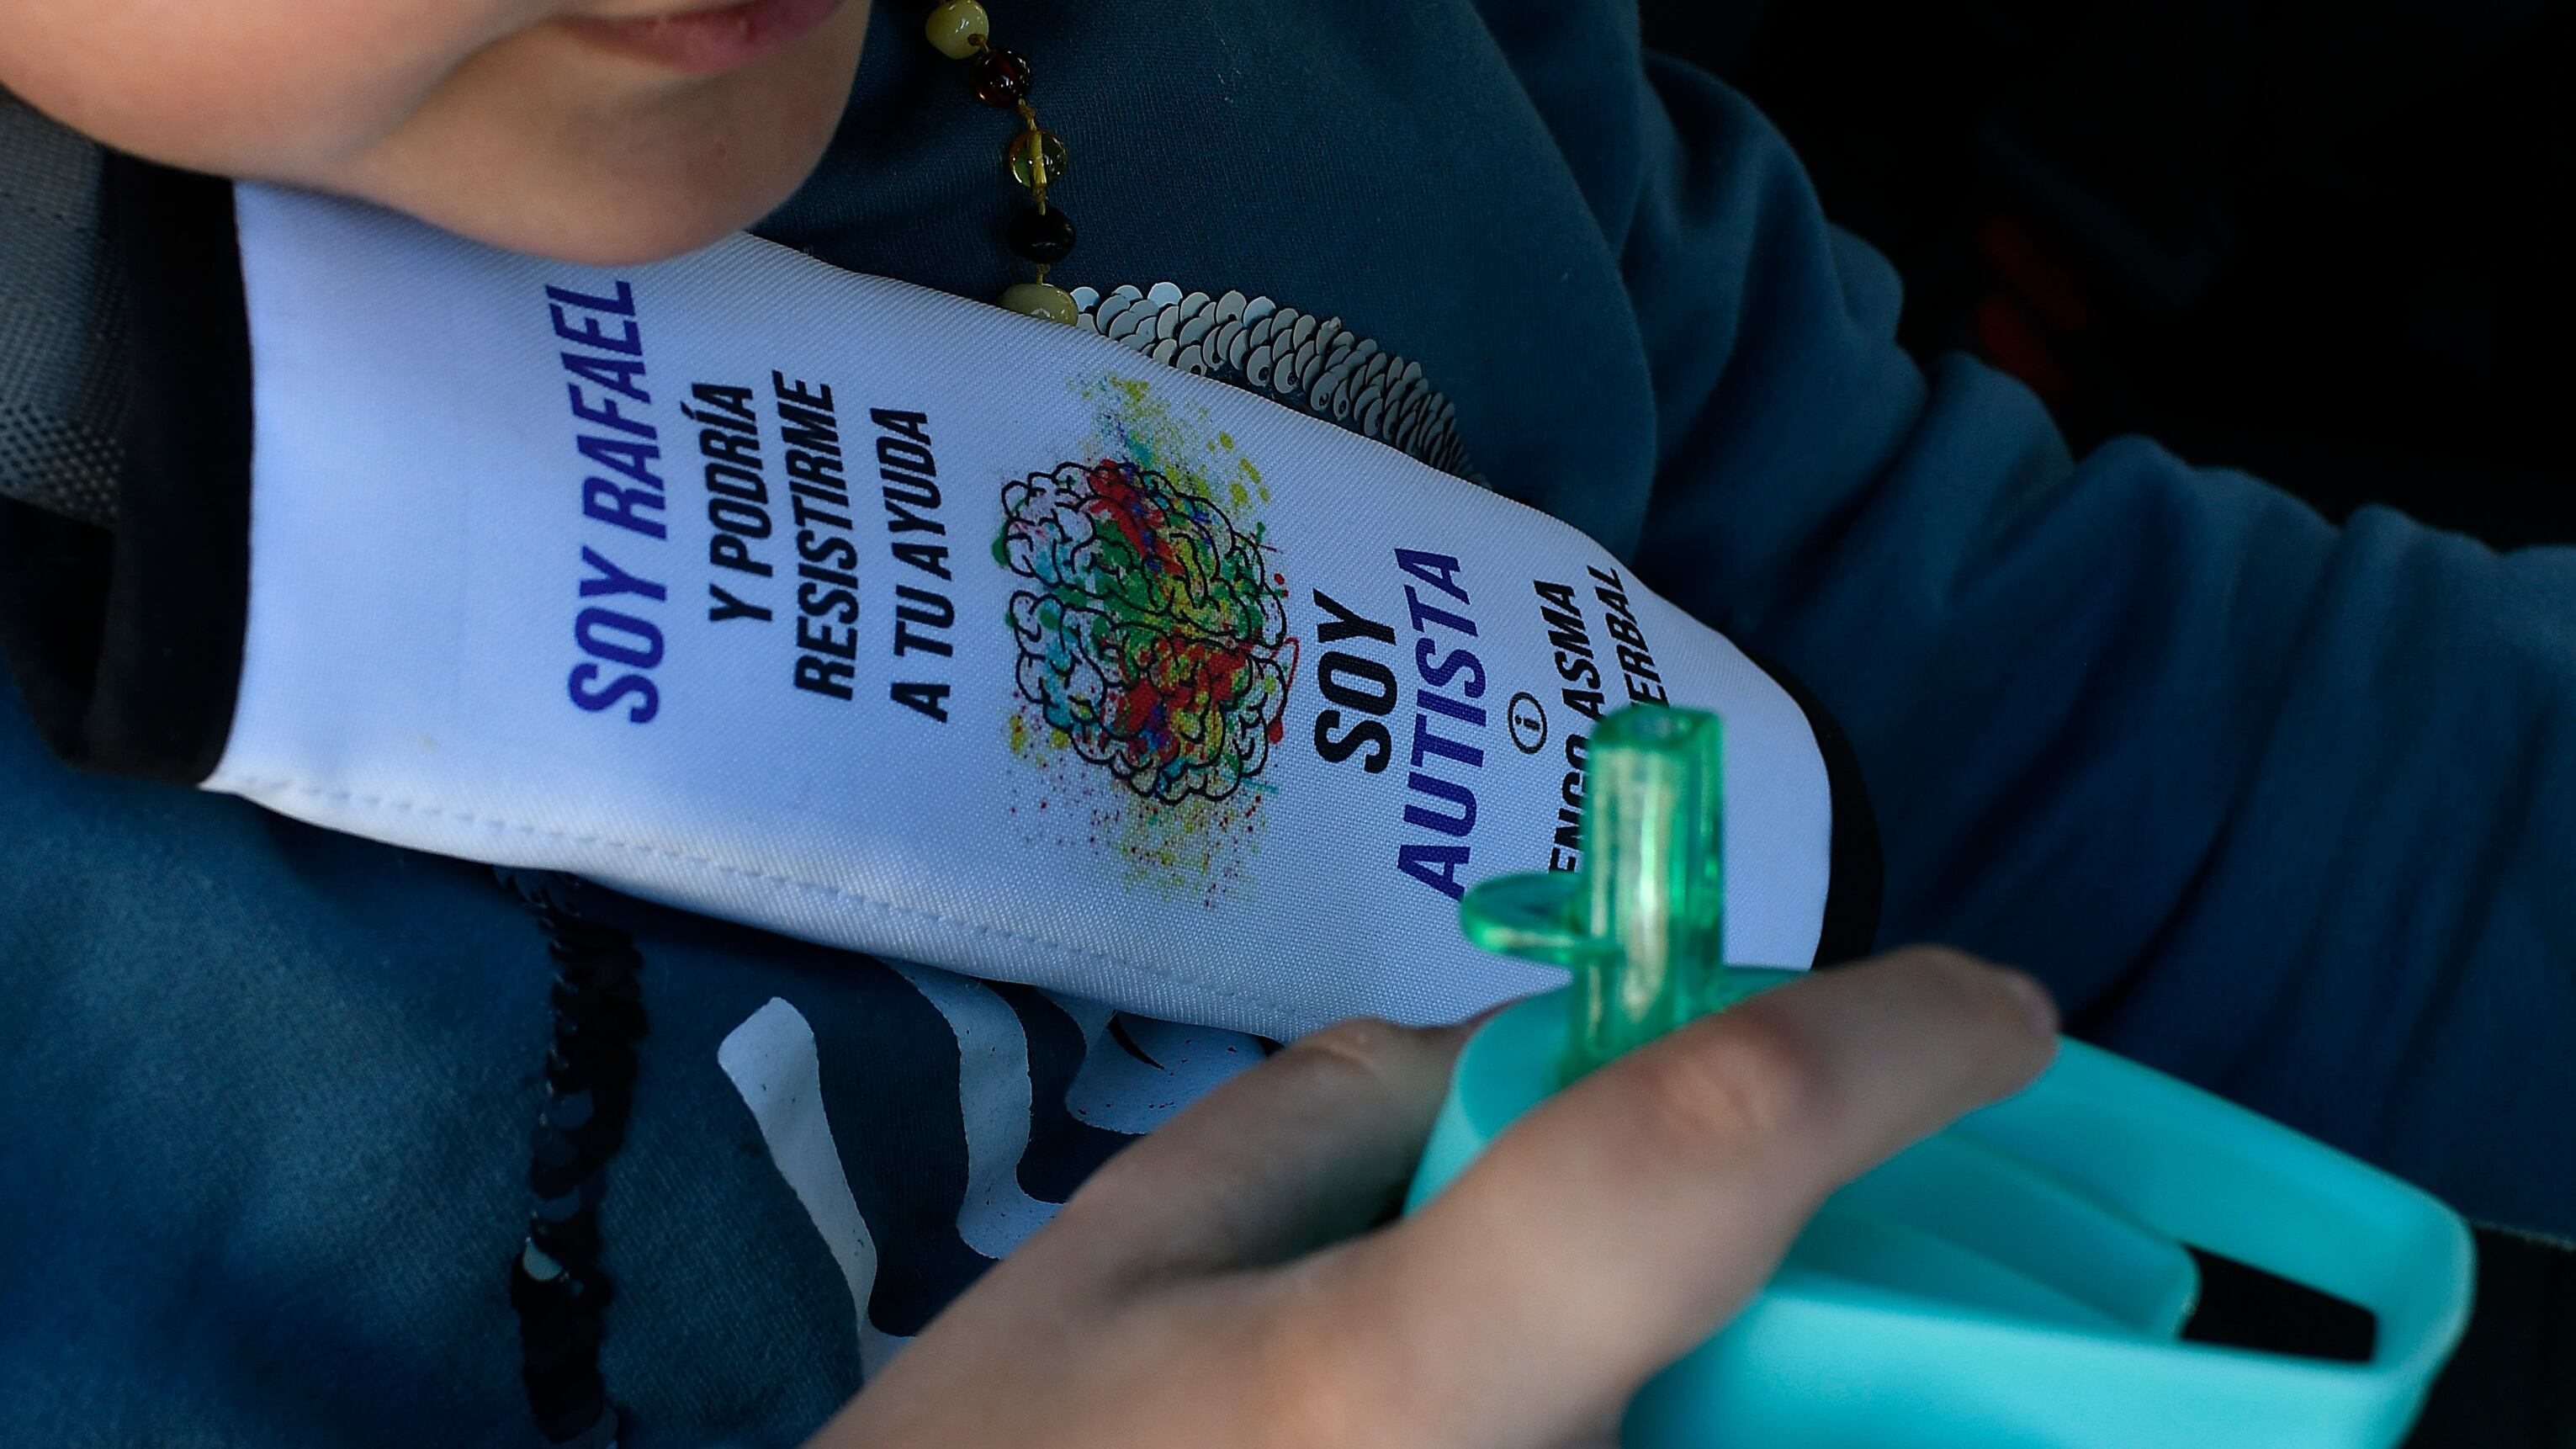 SOY RAFAEL
Y PODRÍA
RESISTIRME
A TU AYUDA
SOY
AUTISTA
ASMA